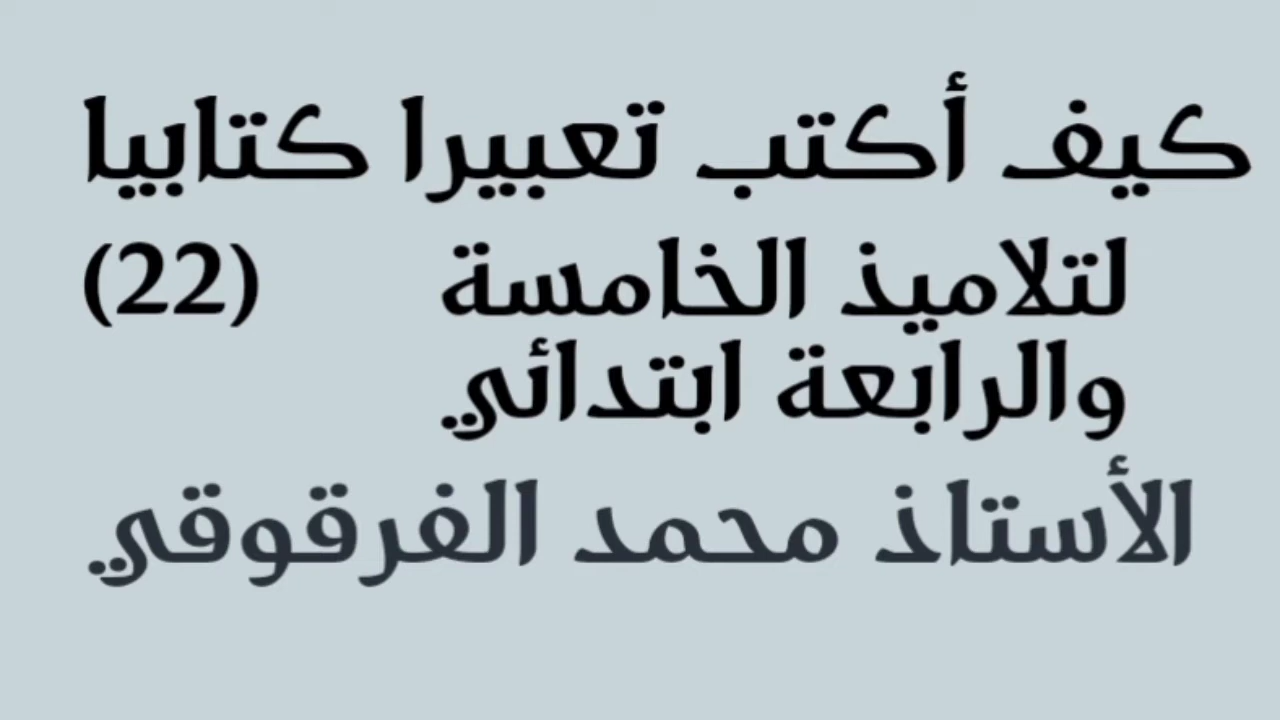 كيف أكتب تعبيرا كتابيا
لتلاميذ الخامسة (22)
والرابعة ابتدائي
الأستاذ محمد الفرقوقي